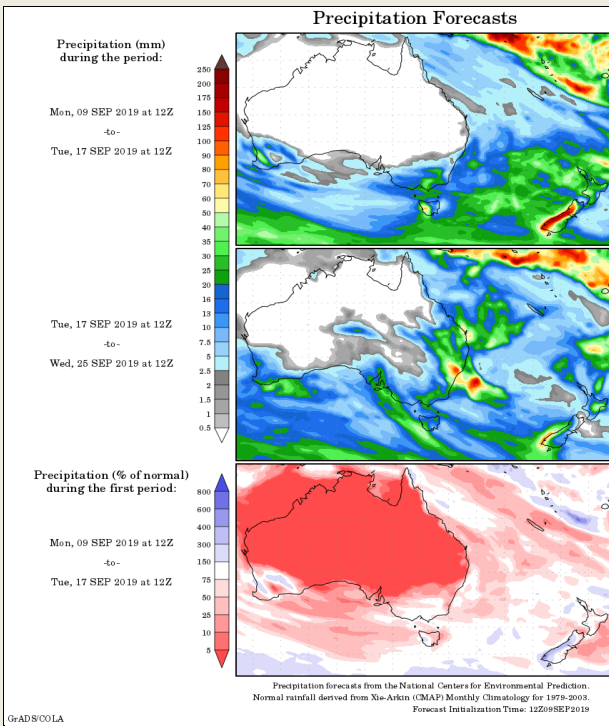 Precipitation Forecasts
Precipitation (mm)
during the period:
Mon, 09 SEP 2019 at 12Z
-to-
Tue, 17 SEP 2019 at 12Z
250
200
175
150
125
100
90
80
70
60
50
40
35
30
25
20
16
13
10
7.5
5
2.5
2
1.5
1
0.5
Tue, 17 SEP 2019 at 12Z
-to-
Wed, 25 SEP 2019 at 12Z
Precipitation (% of normal)
during the first period:
Mon, 09 SEP 2019 at 12Z
-to-
Tue, 17 SEP 2019 at 12Z
800
600
400
300
150
75
50
25
10
5
Precipitation forecasts from the National Centers for Environmental Prediction.
Normal rainfall derived from Xie-Arkin (CMAP) Monthly Climatology for 1979-2003.
Forecast Initialization Time: 12Z09SEP2019
GrADS/COLA